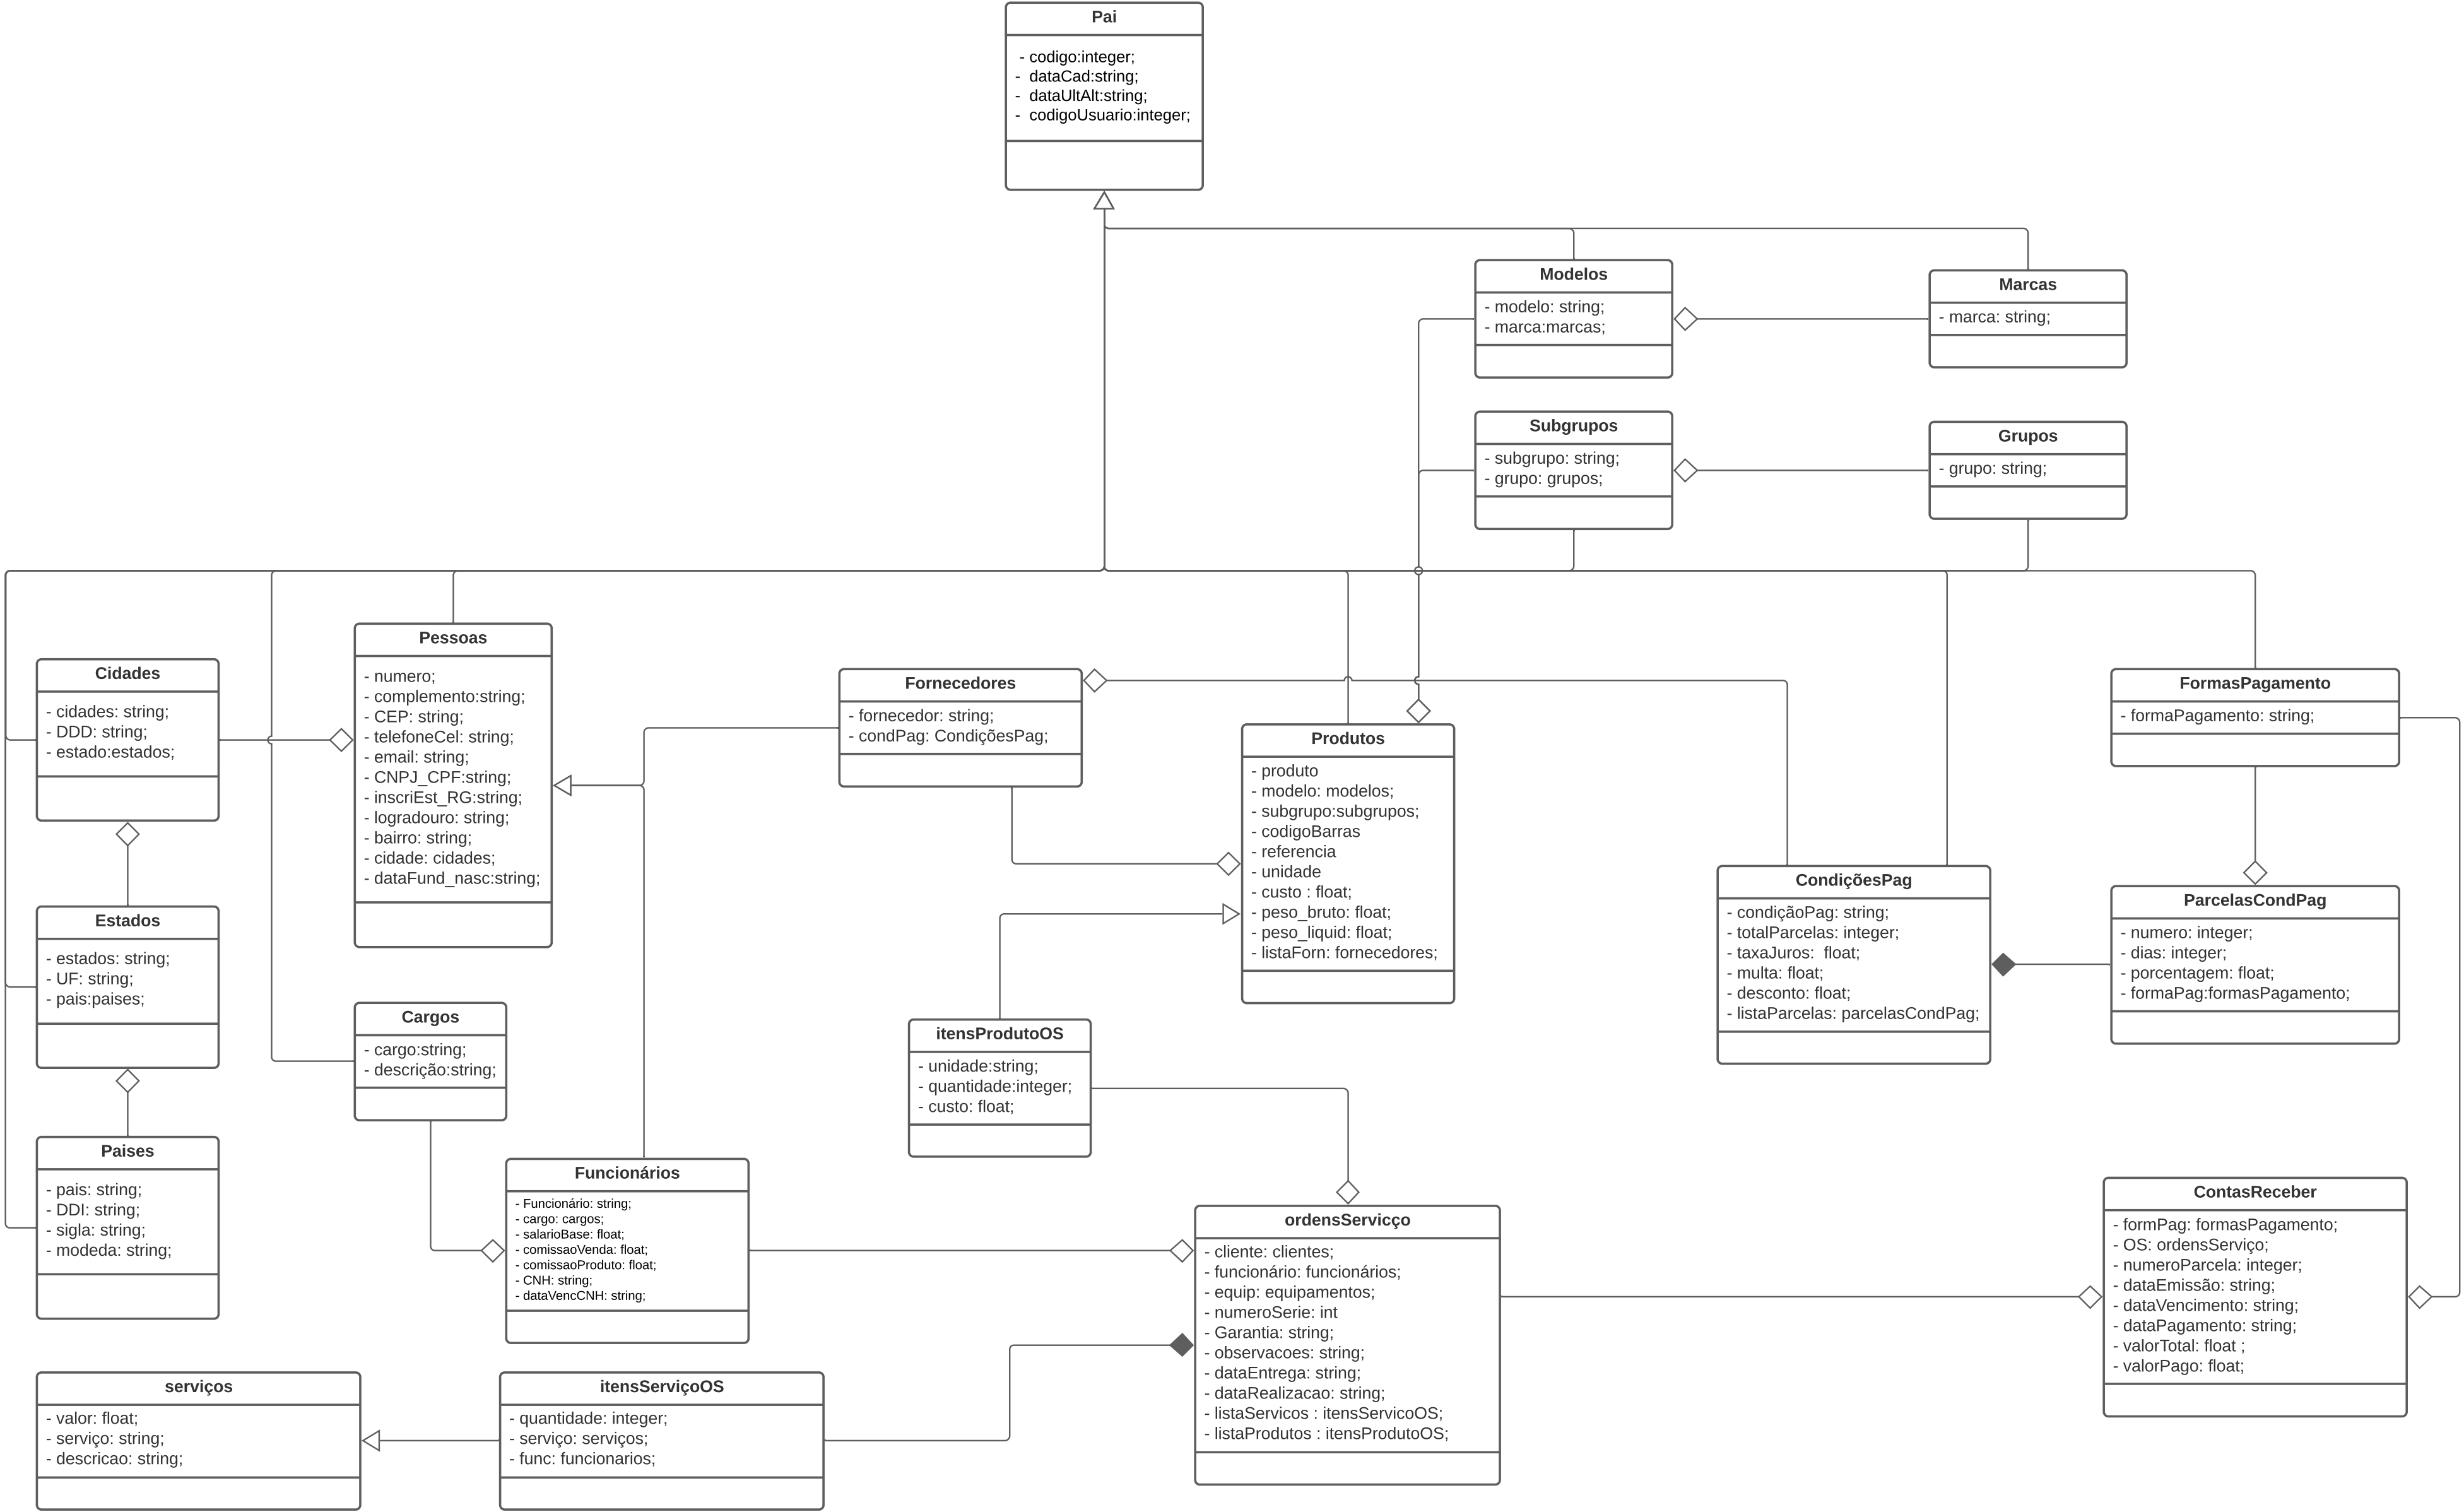 Pai
- codigo:integer;
- dataCad:string;
- dataUltAlt:string;
- codigoUsuario:integer;
Modelos
- modelo: string;
- marca:marcas;
Marcas
- marca: string;
Subgrupos
- subgrupo: string;
- grupo: grupos;
Grupos
- grupo: string;
Cidades
- cidades: string;
- DDD: string;
- estado:estados;
Pessoas
- numero;
- complemento:string;
- CEP: string;
- telefoneCel: string;
- email: string;
- CNPJ_CPF:string;
- inscriEst_RG:string;
- logradouro: string;
- bairro: string;
- cidade: cidades;
- dataFund_nasc:string;
Fornecedores
- fornecedor: string;
- condPag: CondiçõesPag;
Produtos
- produto
- modelo: modelos;
- subgrupo:subgrupos;
- codigoBarras
- referencia
- unidade
- custo : float;
- peso_bruto: float;
- peso_liquid: float;
- listaForn: fornecedores;
FormasPagamento
- formaPagamento: string;
CondiçõesPag
- condiçãoPag: string;
- totalParcelas: integer;
- taxaJuros:  float;
- multa: float;
- desconto: float;
- listaParcelas: parcelasCondPag;
ParcelasCondPag
- numero: integer;
- dias: integer;
- porcentagem: float;
- formaPag:formasPagamento;
Estados
- estados: string;
- UF: string;
- pais:paises;
Cargos
- cargo:string;
- descrição:string;
itensProdutoOS
- unidade:string;
- quantidade:integer;
- custo: float;
Paises
- pais: string;
- DDI: string;
- sigla: string;
- modeda: string;
Funcionários
- Funcionário: string;
- cargo: cargos;
- salarioBase: float;
- comissaoVenda: float;
- comissaoProduto: float;
- CNH: string;
- dataVencCNH: string;
ordensServicço
- cliente: clientes;
- funcionário: funcionários;
- equip: equipamentos;
- numeroSerie: int
- Garantia: string;
- observacoes: string;
- dataEntrega: string;
- dataRealizacao: string;
- listaServicos : itensServicoOS;
- listaProdutos : itensProdutoOS;
ContasReceber
- formPag: formasPagamento;
- OS: ordensServiço;
- numeroParcela: integer;
- dataEmissão: string;
- dataVencimento: string;
- dataPagamento: string;
- valorTotal: float ;
- valorPago: float;
serviços
- valor: float;
- serviço: string;
- descricao: string;
itensServiçoOS
- quantidade: integer;
- serviço: serviços;
- func: funcionarios;